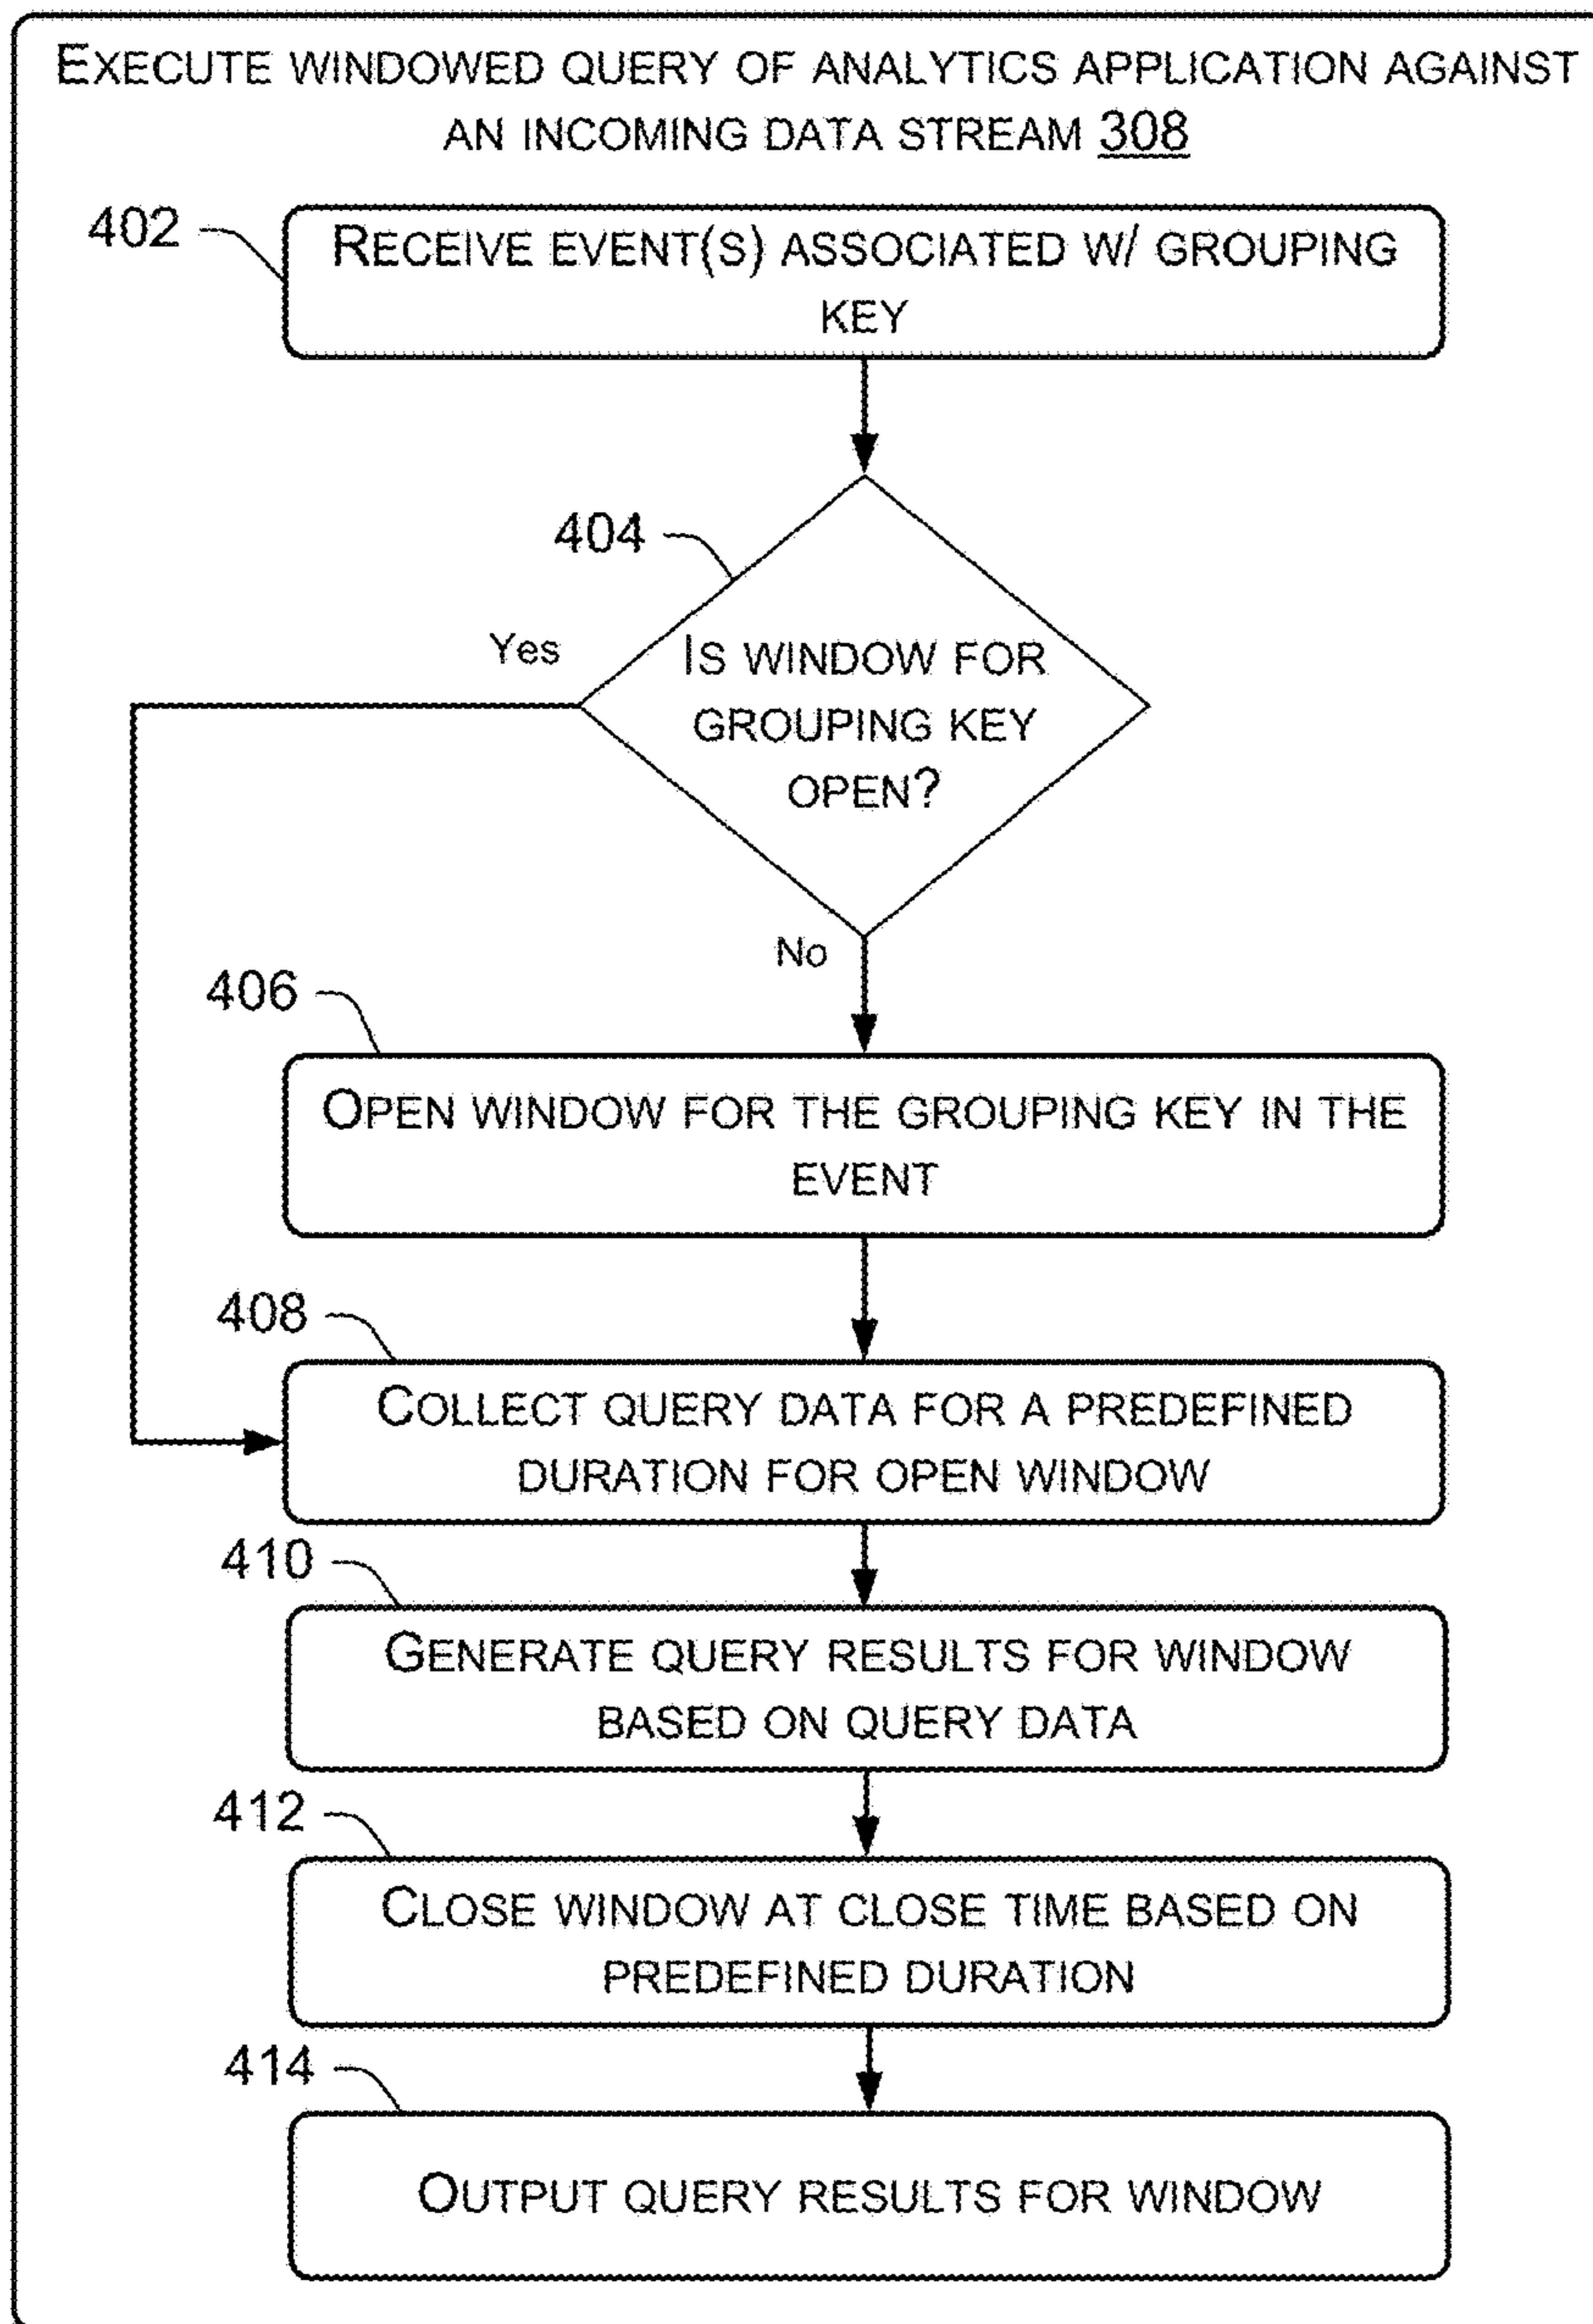 EXECUTE WINDOWED QUERY OF ANALYTICS APPLICATION AGAINST
AN INCOMING DATA STREAM 308
402
RECEIVE EVENT(S) ASSOCIATED W/ GROUPING
KEY
404
Yes
IS WINDOW FOR
GROUPING KEY
OPEN?
No
406
OPEN WINDOW FOR THE GROUPING KEY IN THE
EVENT
408
COLLECT QUERY DATA FOR A PREDEFINED
DURATION FOR OPEN WINDOW
410
GENERATE QUERY RESULTS FOR WINDOW
BASED ON QUERY DATA
412
CLOSE WINDOW AT CLOSE TIME BASED ON
PREDEFINED DURATION
414
OUTPUT QUERY RESULTS FOR WINDOW